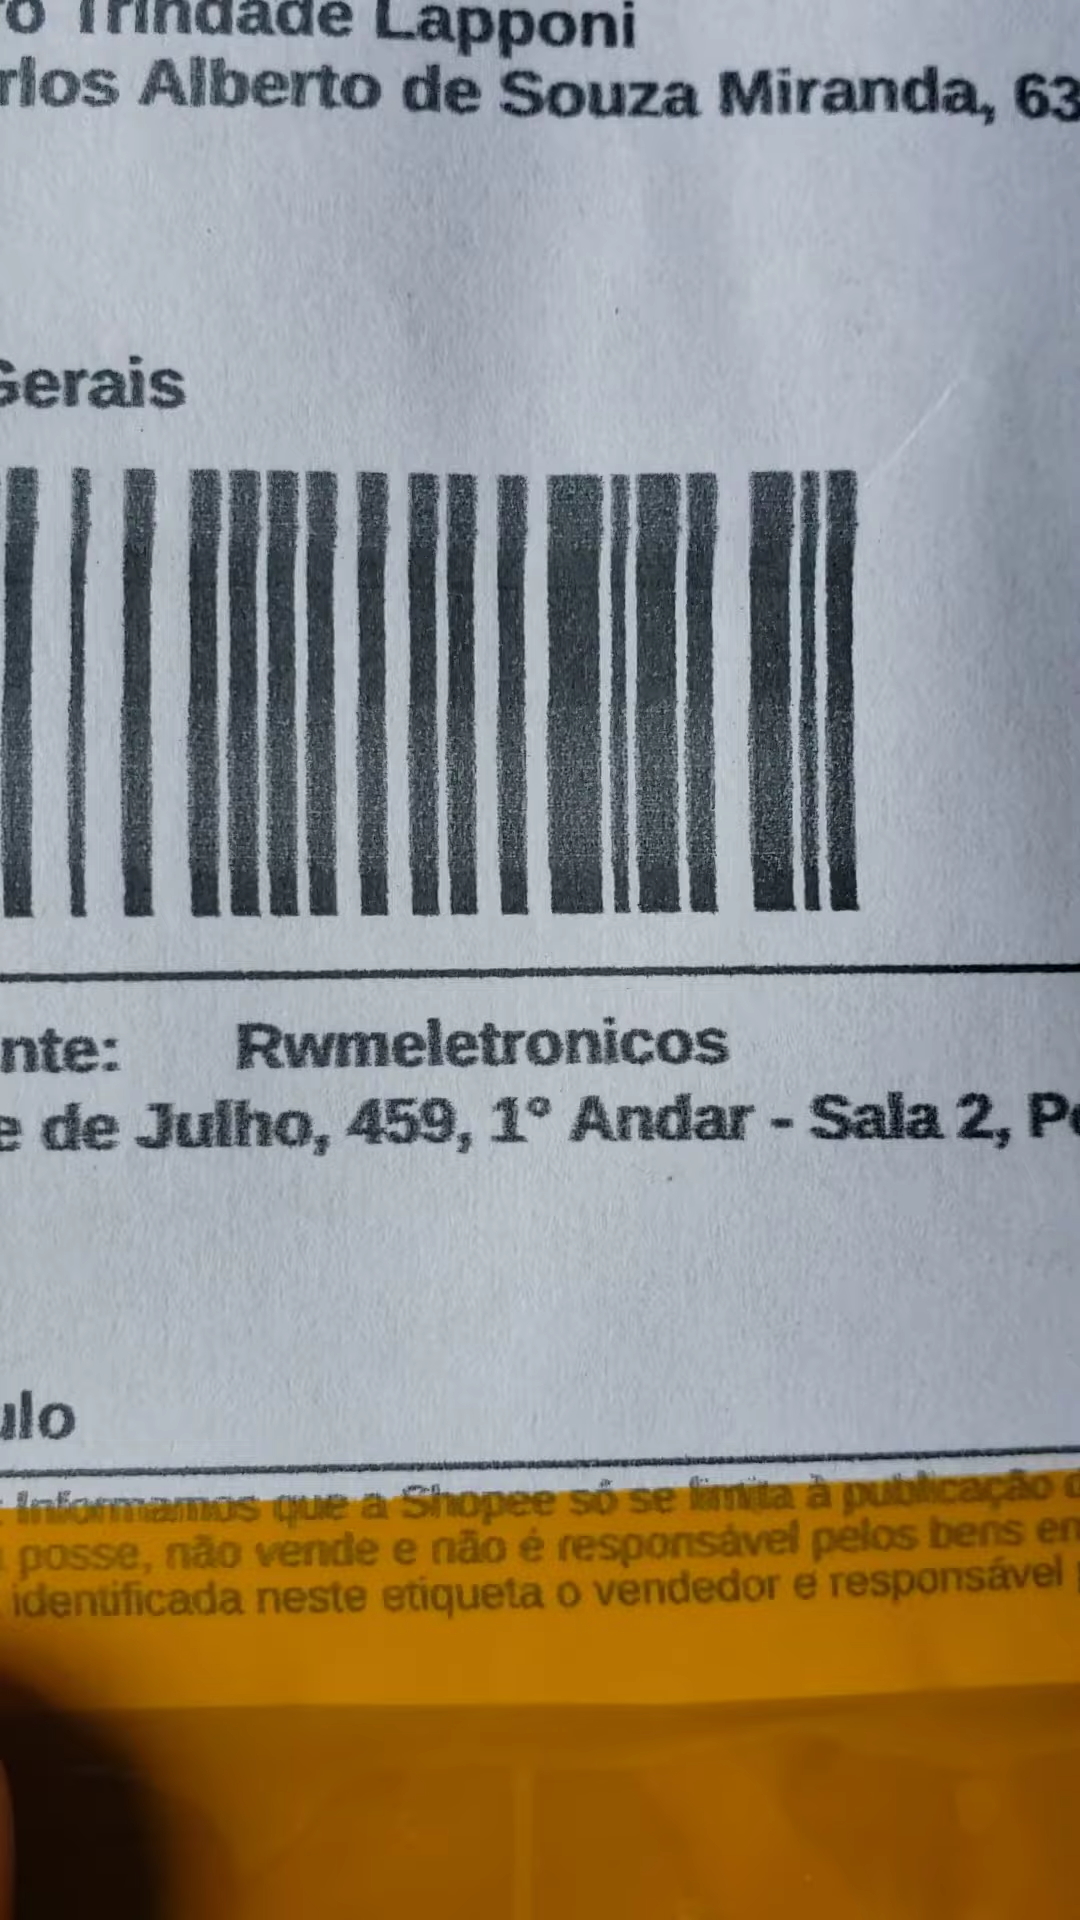 o Trindade Lapponi
rlos Alberto de Souza Miranda, 63
Gerais
nte: Rwmeletronicos
e de Julho, 459, 1° Andar - Sala 2, Po
ulo
: Informamos que a Shopee só se limita à publicação d
a posse, não vende e não é responsável pelos bens em
identificada neste etiqueta o vendedor e responsável